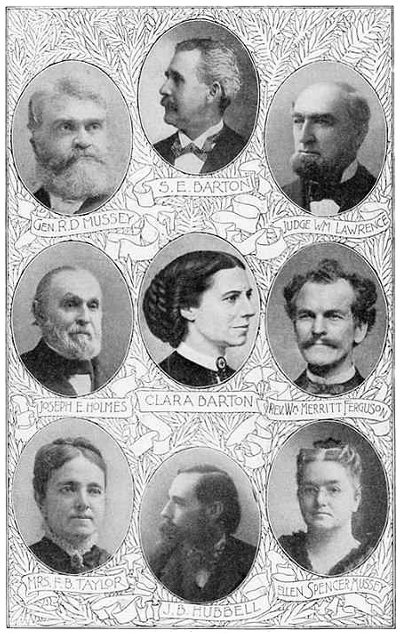 GEN. R. D. MUSSEY
S. E. BARTON
JUDGE WM LAWRENCE
JOSEPH E. HOLMES
CLARA BARTON
REV. WM MERRITT FERGUSON
MRS. F. B. TAYLOR
J. B. HUBBELL
ELLEN SPENCER MUSSEY